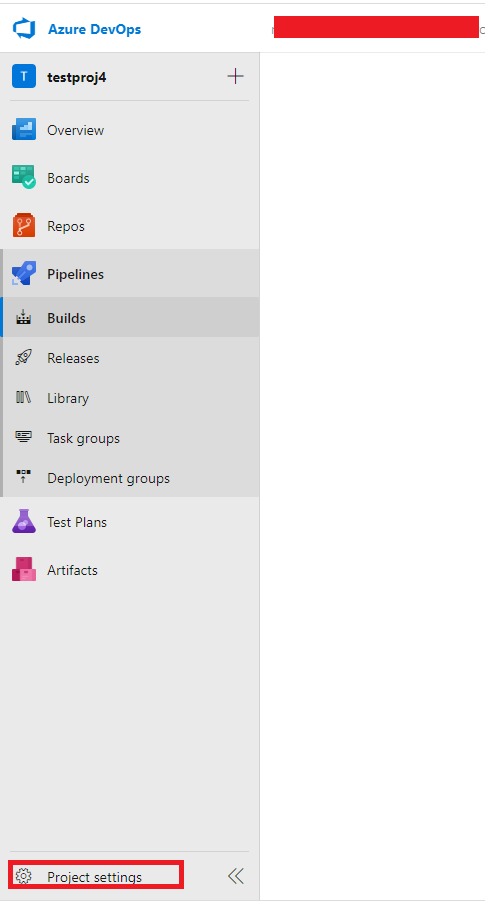 Azure DevOps
T testproj4
Overview
Boards
Repos
Pipelines
Builds
Releases
Library
Task groups
Deployment groups
Test Plans
Artifacts
Project settings